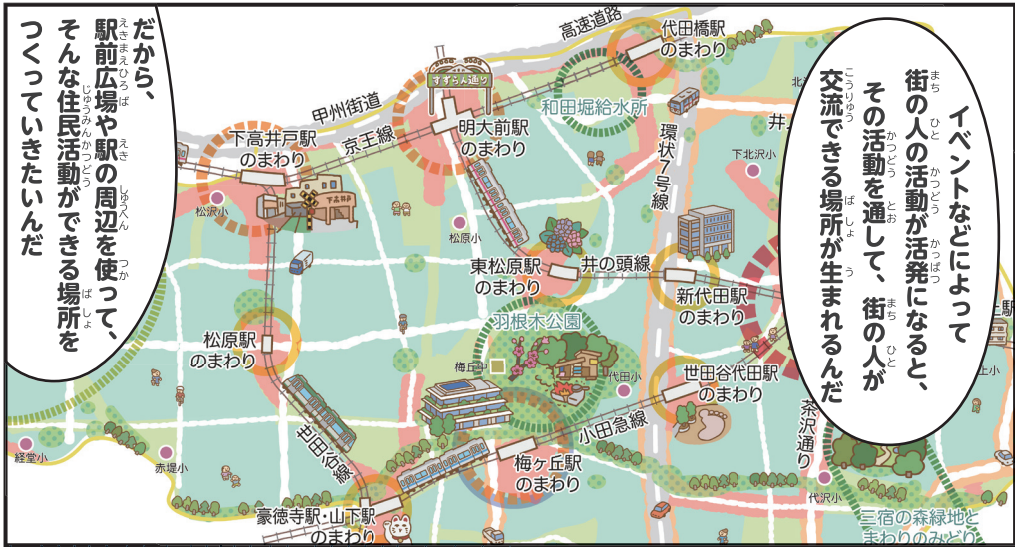 イベントなどによって
街の人の活動が活発になると、
その活動を通して、街の人が
交流できる場所が生まれるんだ
だから、
駅前広場や駅の周辺を使って、
そんな住民活動ができる場所を
つくっていきたいんだ
高速道路
代田橋駅
のまわり
すずらん通り
和田堀給水所
甲州街道
明大前駅
のまわり
下高井戸駅
のまわり
京王線
環状7号線
下北沢小
松沢小
下高井戸
松原小
東松原駅
のまわり
井の頭線
新代田駅
のまわり
羽根木公園
松原駅
のまわり
梅丘中
代田小
世田谷代田駅
のまわり
世田谷線
小田急線
茶沢通り
梅ヶ丘駅
のまわり
経堂小
赤堤小
代沢小
豪徳寺駅・山下駅
のまわり
三宿の森緑地と
まわりのみどり